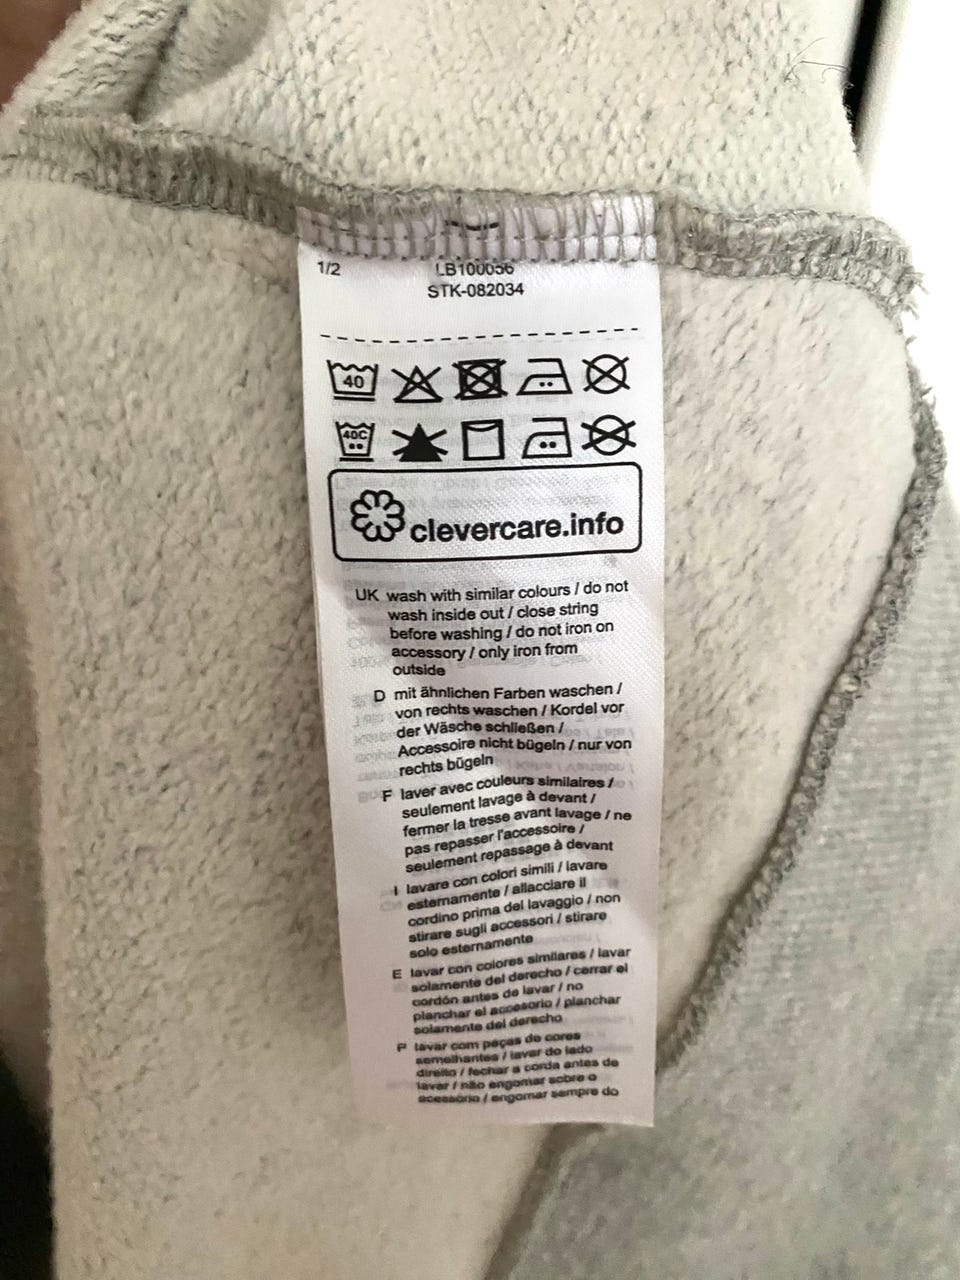 1/2
LB100056
STK-082034
40
40C
clevercare.info
UK wash with similar colours / do not
wash inside out / close string
before washing / do not iron on
accessory / only iron from
outside
D mit ähnlichen Farben waschen /
von rechts waschen / Kordel vor
der Wäsche schließen /
Accessoire nicht bügeln / nur von
rechts bügeln
F laver avec couleurs similaires /
seulement lavage à devant /
fermer la tresse avant lavage / ne
pas repasser l'accessoire /
seulement repassage à devant
I lavare con colori simili / lavare
esternamente / allacciare il
cordino prima del lavaggio / non
stirare sugli accessori / stirare
solo esternamente
E lavar con colores similares / lavar
solamente del derecho / cerrar el
cordón antes de lavar / no
planchar el accesorio / planchar
solamente del derecho
P lavar com peças de cores
semelhantes / lavar do lado
direito / fechar a corda antes de
lavar / não engomar sobre o
acessório / engomar sempre do